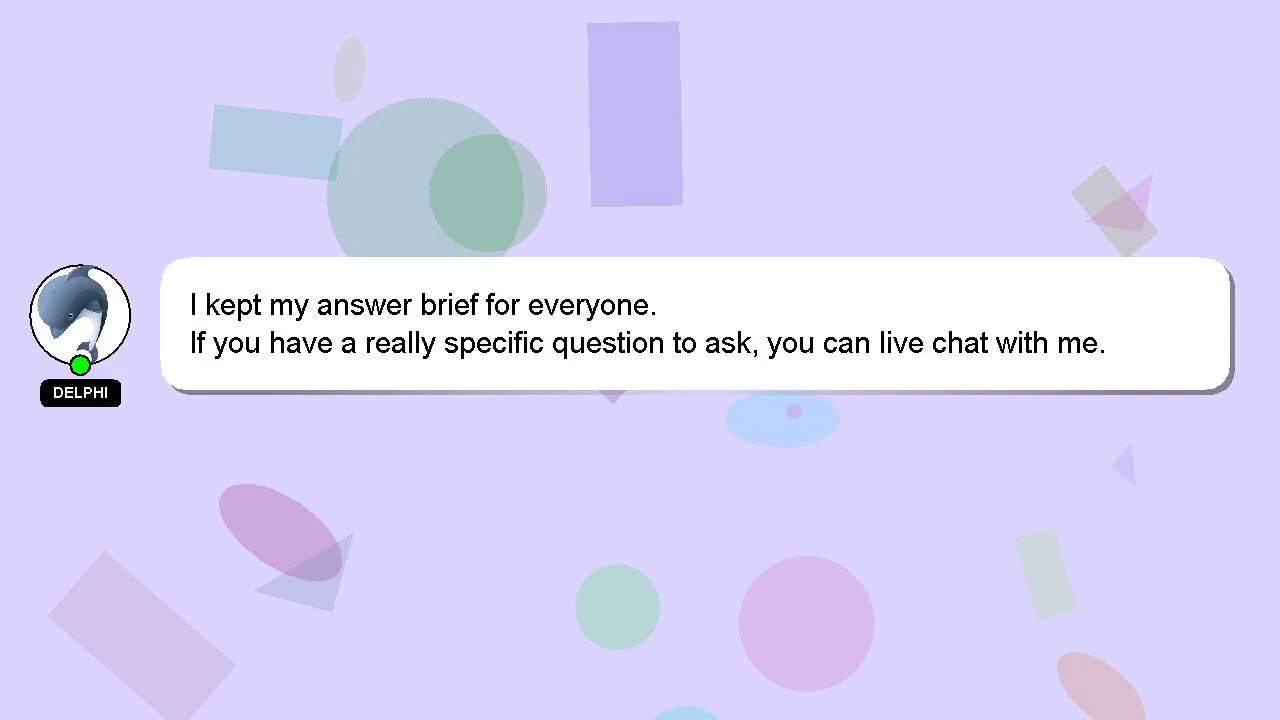 I kept my answer brief for everyone.
If you have a really specific question to ask, you can live chat with me.
DELPHI